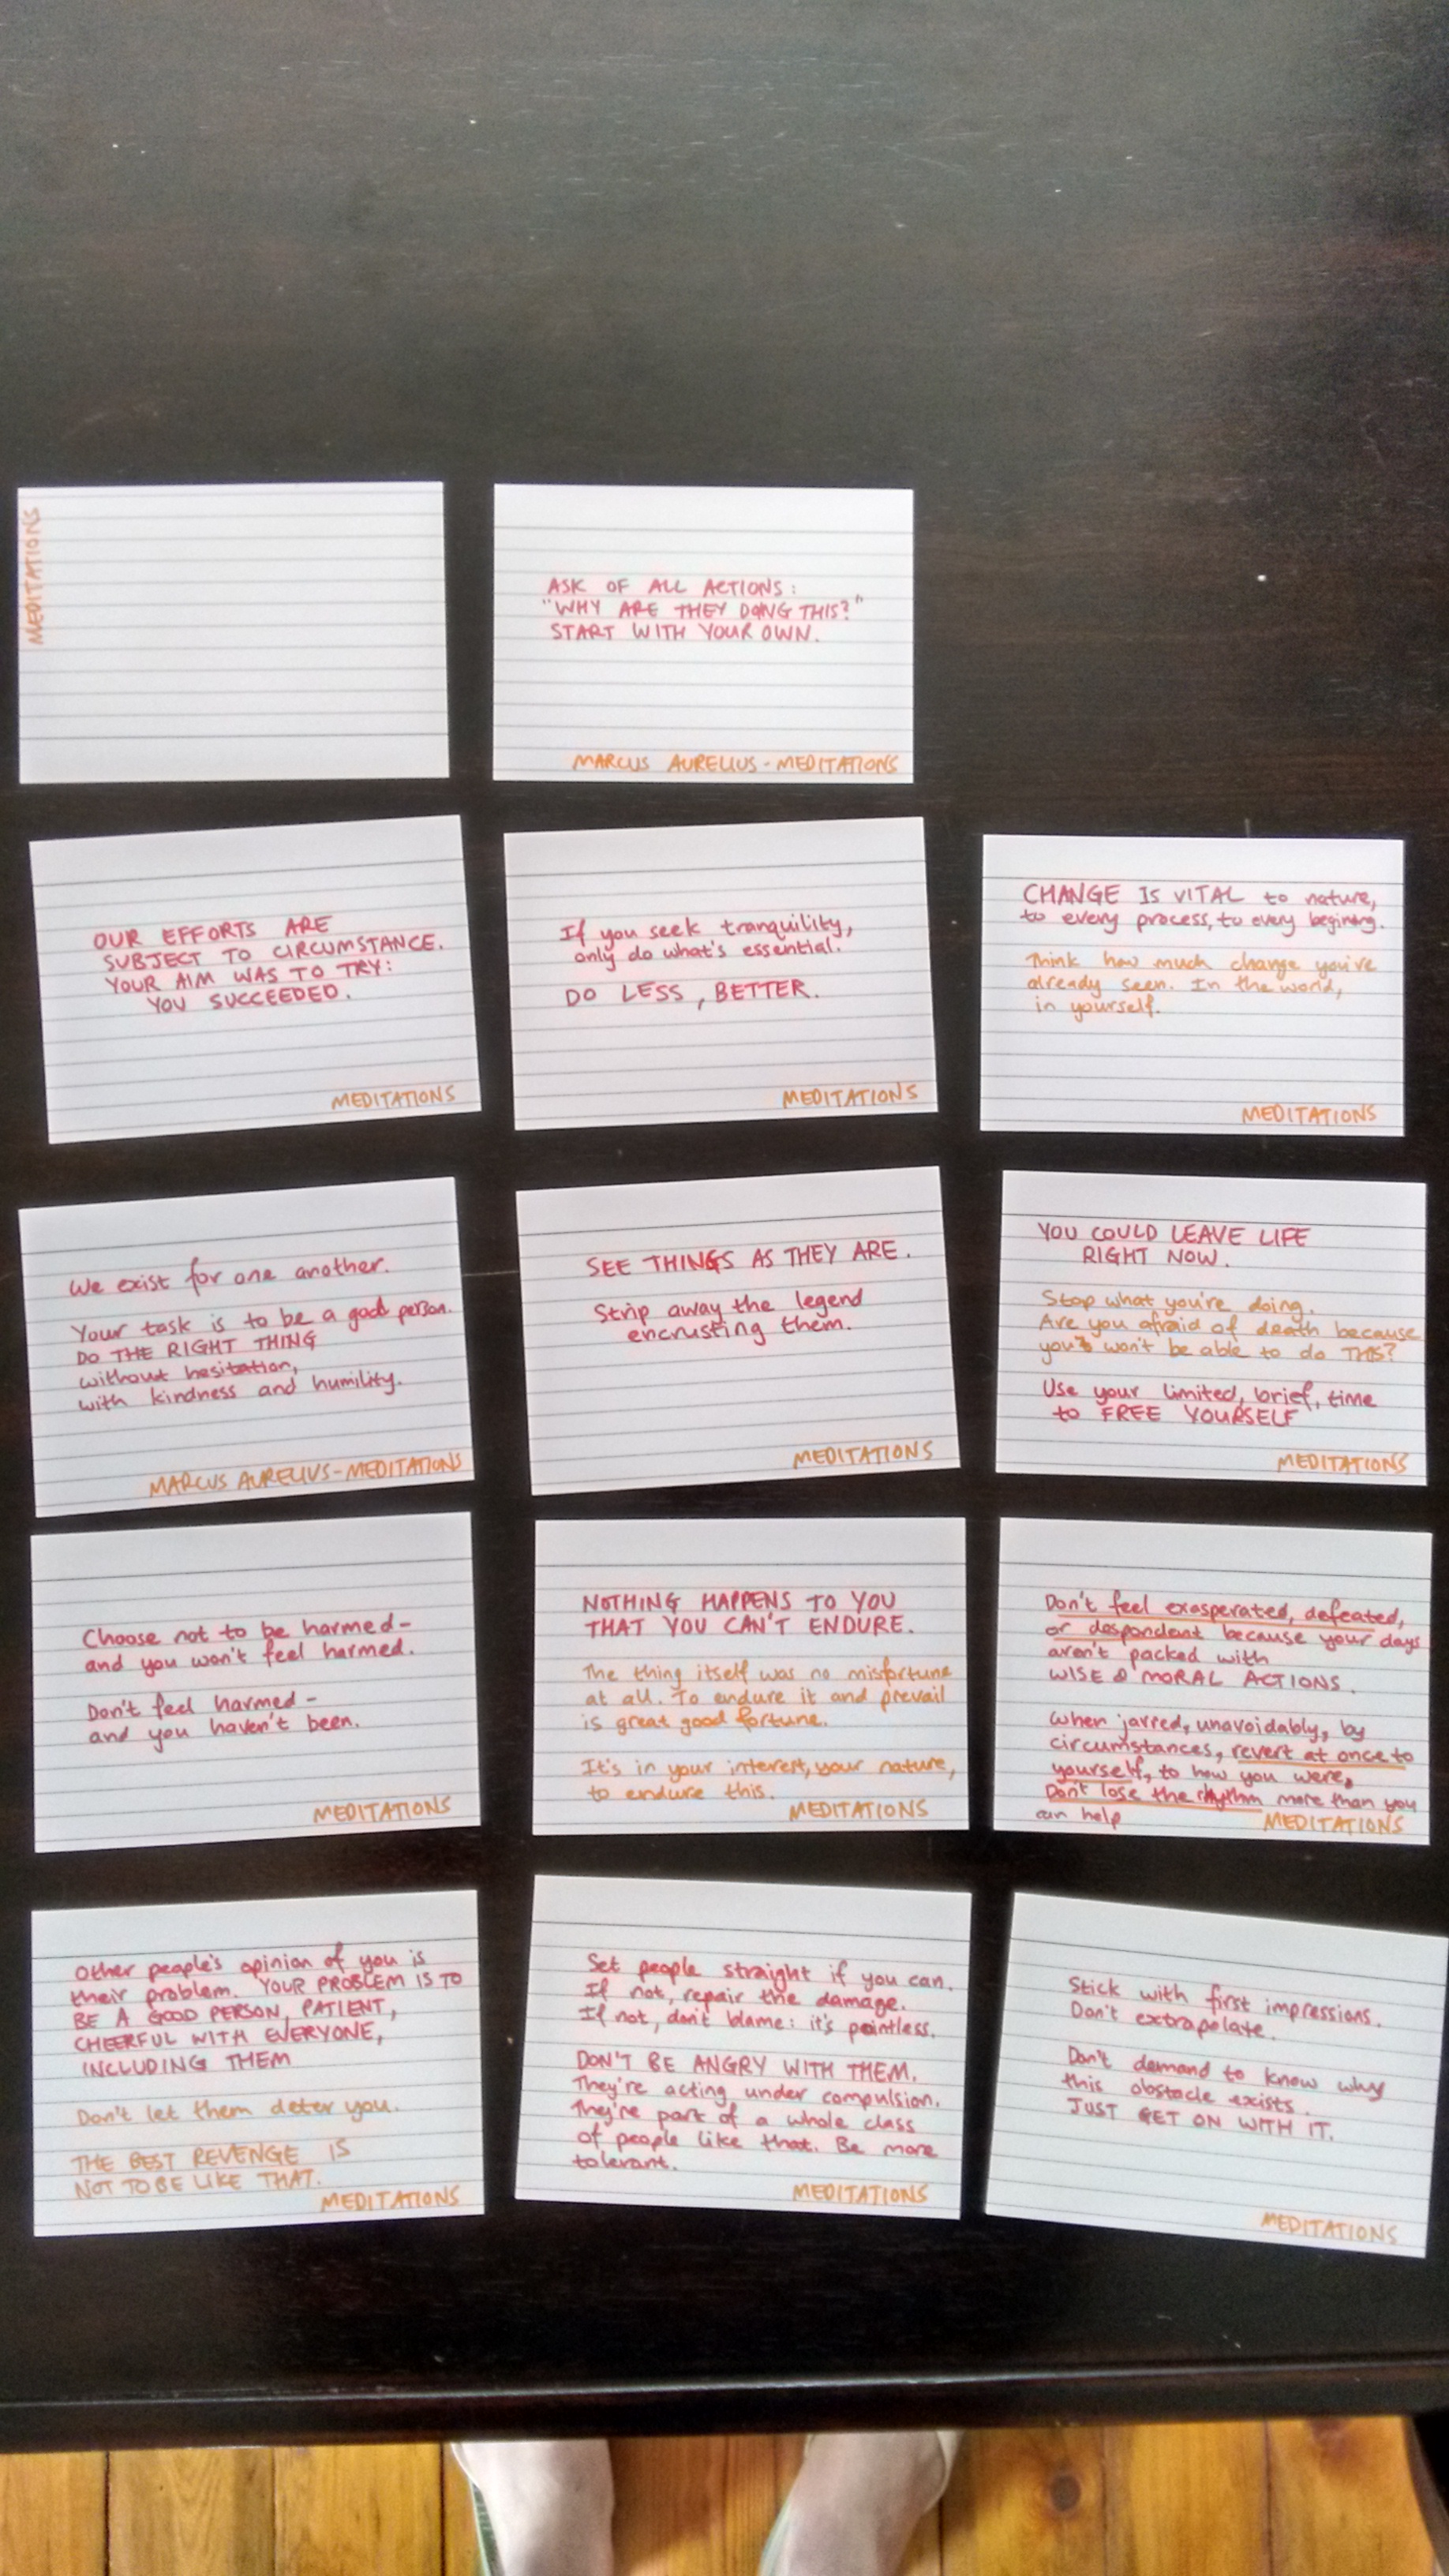 MEDITATIONS
ASK OF ALL ACTIONS:
"WHY ARE THEY DOING THIS?"
START WITH YOUR OWN.
MARCUS AURELIUS - MEDITATIONS
OUR EFFORTS ARE
SUBJECT TO CIRCUMSTANCE.
YOUR AIM WAS TO TRY:
YOU SUCCEEDED.
MEDITATIONS
If you seek tranquility,
only do what's essential.
DO LESS, BETTER.
MEDITATIONS
CHANGE IS VITAL to nature,
to every process, to every begining.
Think how much change you've
already seen. In the world,
in yourself.
MEDITATIONS
We exist for one another.
Your task is to be a good person.
DO THE RIGHT THING
without hesitation,
with kindness and humility.
MARCUS AURELIUS - MEDITATIONS
SEE THINGS AS THEY ARE.
Strip away the legend
encrusting them.
MEDITATIONS
YOU COULD LEAVE LIFE
RIGHT NOW.
Stop what you're doing.
Are you afraid of death because
you won't be able to do THIS?
Use your limited, brief, time
to FREE YOURSELF
MEDITATIONS
Choose not to be harmed -
and you won't feel harmed.
Don't feel harmed -
and you haven't been.
MEDITATIONS
NOTHING HAPPENS TO YOU
THAT YOU CAN'T ENDURE.
The thing itself was no misfortune
at all. To endure it and prevail
is great good fortune.
It's in your interest, your nature,
to endure this.
MEDITATIONS
Don't feel exasperated, defeated,
or despondent because your days
aren't packed with
WISE & MORAL ACTIONS.
When jarred, unavoidably, by
circumstances, revert at once to
yourself, to how you were,
Don't lose the rhythm more than you
can help
MEDITATIONS
Other people's opinion of you is
their problem. YOUR PROBLEM IS TO
BE A GOOD PERSON, PATIENT,
CHEERFUL WITH EVERYONE,
INCLUDING THEM
Don't let them deter you.
THE BEST REVENGE IS
NOT TO BE LIKE THAT.
MEDITATIONS
Set people straight if you can.
If not, repair the damage.
If not, don't blame: it's pointless.
DON'T BE ANGRY WITH THEM.
They're acting under compulsion.
They're part of a whole class
of people like that. Be more
tolerant.
MEDITATIONS
Stick with first impressions.
Don't extrapolate.
Don't demand to know why
this obstacle exists.
JUST GET ON WITH IT.
MEDITATIONS